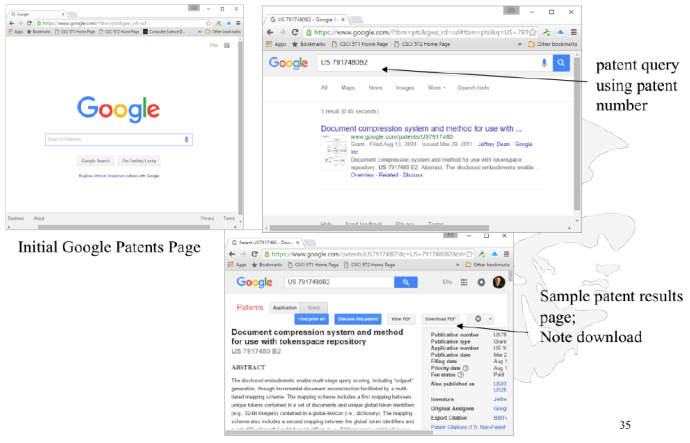 G Google
https://www.google.com/?tbm=pts&gws_rd=ssl
Apps Bookmarks CSCI 571 Home Page CSCI 572 Home Page Computer Science D... Other bookmarks
Ellis
Google
Search Patents
Google Search I'm Feeling Lucky
Explore African American culture with Google
Business About Privacy Terms
Initial Google Patents Page
G US 7917480B2 - Google S
https://www.google.com/?tbm=pts&gws_rd=ssl#tbm=pts&q=US+791
Apps Bookmarks CSCI 571 Home Page CSCI 572 Home Page Other bookmarks
Google US 7917480B2
All Maps News Images More Search tools
1 result (0.45 seconds)
Document compression system and method for use with ...
www.google.com/patents/US7917480
Grant - Filed Aug 13, 2004 - Issued Mar 29, 2011 - Jeffrey Dean - Google
Inc.
Document compression system and method for use with tokenspace
repository. US 7917480 B2. Abstract. The disclosed embodiments enable ...
Overview - Related - Discuss
Help Send feedback Privacy Terms
patent query
using patent
number
G Patent US7917480 - Docu
https://www.google.com/patents/US7917480?dq=US+7917480B2&hl=
Apps Bookmarks CSCI 571 Home Page CSCI 572 Home Page Other bookmarks
Google US 7917480B2 Ellis
Patents Application Grant
Find prior art Discuss this patent View PDF Download PDF
Document compression system and method
for use with tokenspace repository
US 7917480 B2
ABSTRACT
The disclosed embodiments enable multi-stage query scoring, including "snippet"
generation, through incremental document reconstruction facilitated by a multi-
tiered mapping scheme. The mapping scheme includes a first mapping between
unique tokens contained in a set of documents and unique global token identifiers
(e.g., 32-bit integers) contained in a global-lexicon (i.e., dictionary). The mapping
scheme also includes a second mapping between the global token identifiers and
Publication number US79
Publication type Gran
Application number US 10
Publication date Mar 2
Filing date Aug 1
Priority date Aug 1
Fee status Paid
Also published as US83
US20
Inventors Jeffre
Original Assignee Googl
Export Citation BiBTe
Patent Citations (11), Non-Patent
Sample patent results
page;
Note download
35